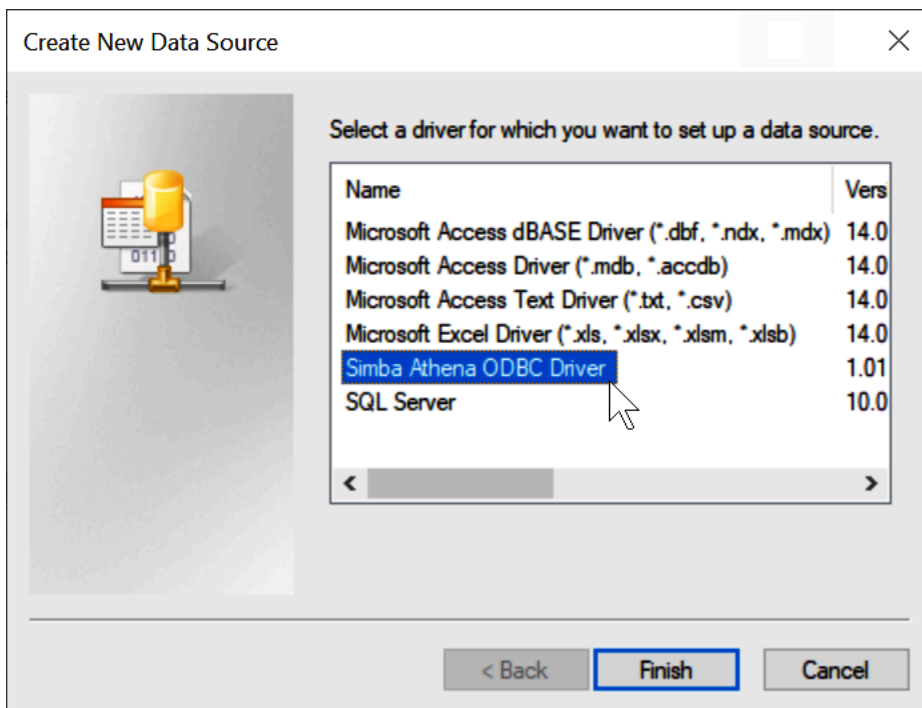 Create New Data Source
Select a driver for which you want to set up a data source.
Name Vers
Microsoft Access dBASE Driver (*.dbf, *.ndx, *.mdx) 14.0
Microsoft Access Driver (*.mdb, *.accdb) 14.0
Microsoft Access Text Driver (*.txt, *.csv) 14.0
Microsoft Excel Driver (*.xls, *.xlsx, *.xlsm, *.xlsb) 14.0
Simba Athena ODBC Driver 1.01
SQL Server 10.0
< Back Finish Cancel